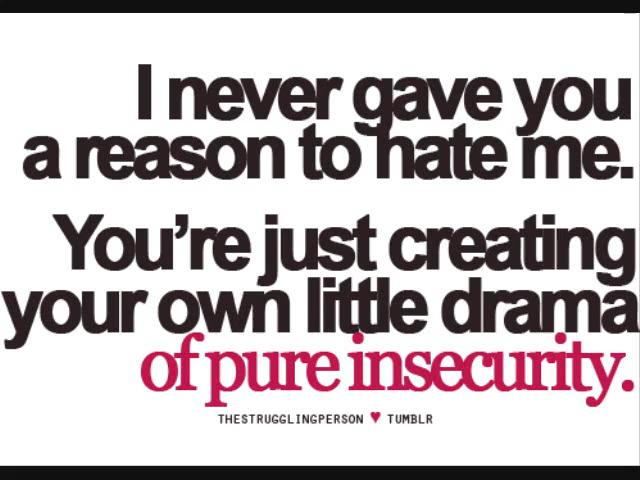 I never gave you
a reason to hate me.
You're just creating
your own little drama
of pure insecurity.
THESTRUGGLINGPERSON ♥ TUMBLR